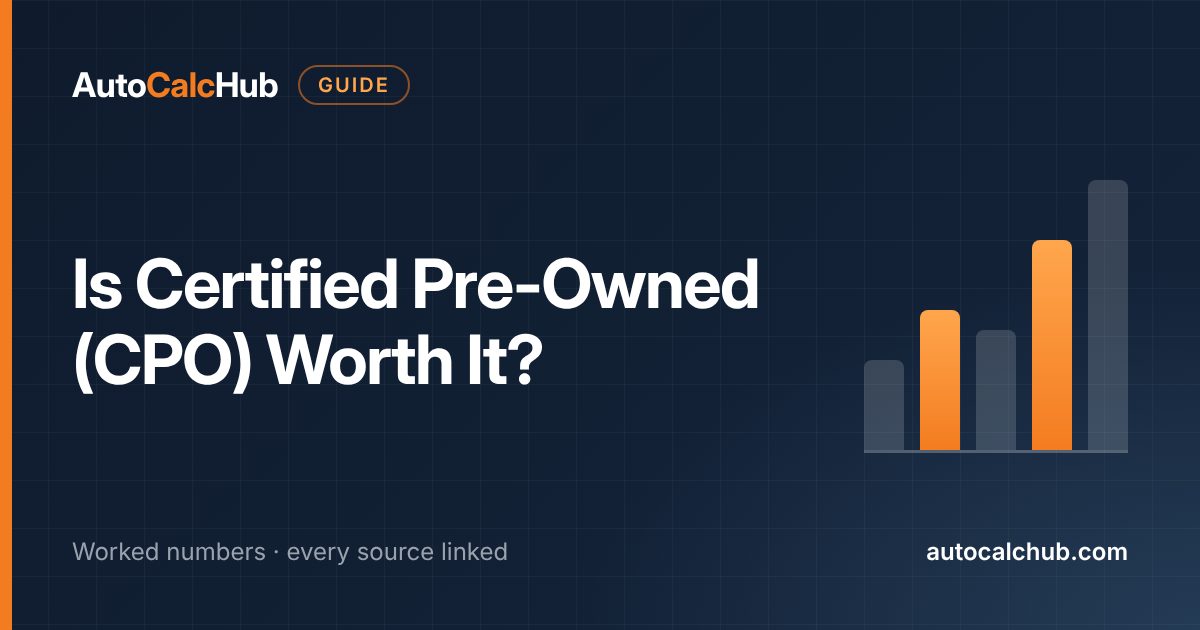 AutoCalcHub
GUIDE
Is Certified Pre-Owned
(CPO) Worth It?
Worked numbers · every source linked
autocalchub.com